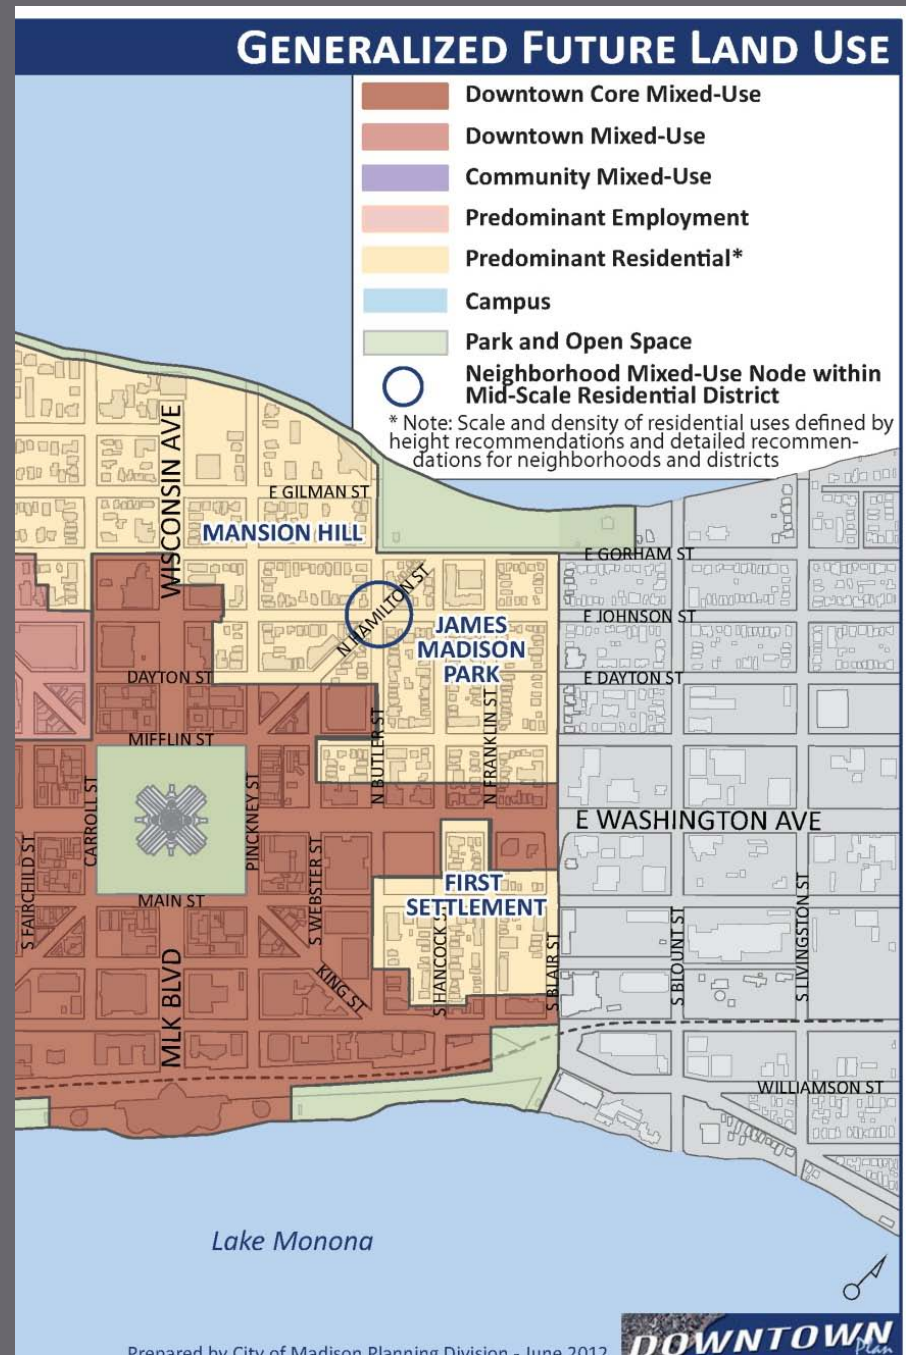 GENERALIZED FUTURE LAND USE
Downtown Core Mixed-Use
Downtown Mixed-Use
Community Mixed-Use
Predominant Employment
Predominant Residential*
Campus
Park and Open Space
Neighborhood Mixed-Use Node within
Mid-Scale Residential District
* Note: Scale and density of residential uses defined by
height recommendations and detailed recommen-
dations for neighborhoods and districts
WISCONSIN AVE
E GILMAN ST
MANSION HILL
E GORHAM ST
N HAMILTON ST
E JOHNSON ST
JAMES
MADISON
PARK
DAYTON ST
E DAYTON ST
N BUTLER ST
N FRANKLIN ST
MIFFLIN ST
CARROLL ST
PINCKNEY ST
E WASHINGTON AVE
S FAIRCHILD ST
S WEBSTER ST
FIRST
SETTLEMENT
MAIN ST
S HANCOCK S
S BLAIR ST
S BLOUNT ST
S LIVINGSTON ST
MLK BLVD
KING ST
WILLIAMSON ST
Lake Monona
DOWNTOWN
Plan
Prepared by City of Madison Planning Division - June 2012